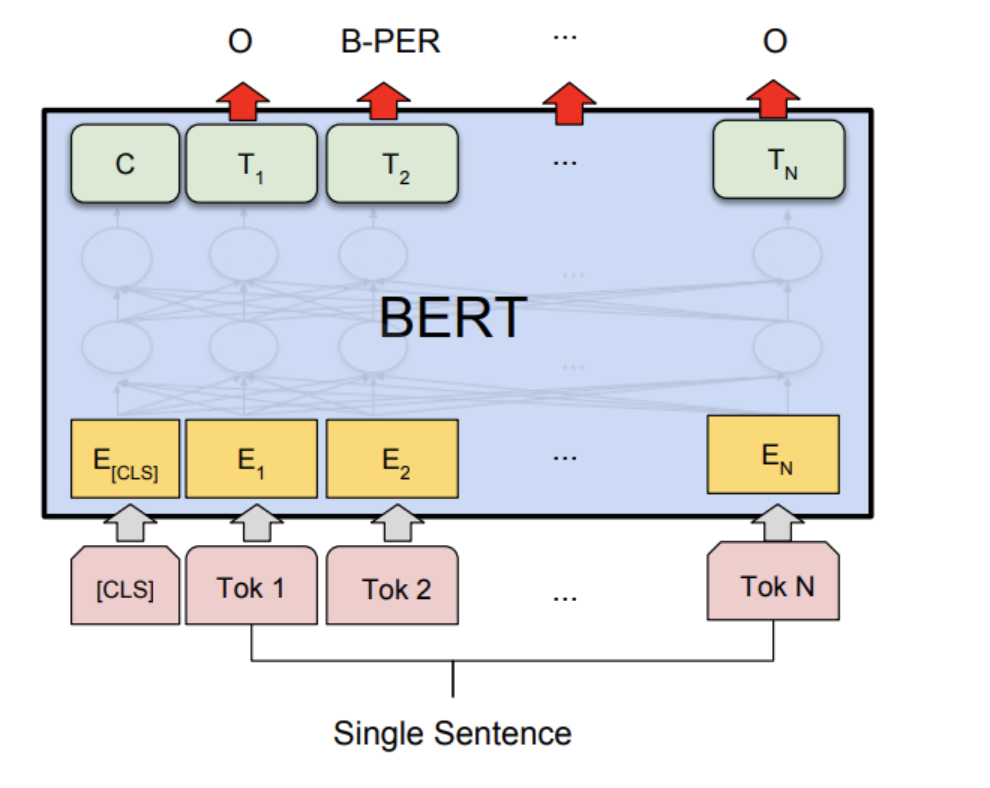 O B-PER ... O
C T1 T2 ... TN
...
BERT
...
E[CLS] E1 E2 ... EN
[CLS] Tok 1 Tok 2 ... Tok N
Single Sentence